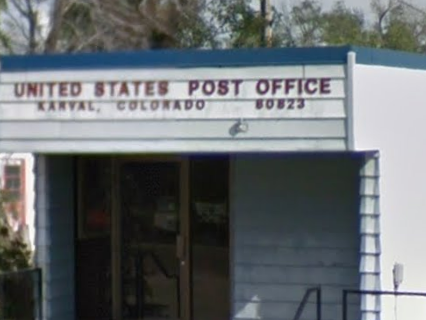 UNITED STATES POST OFFICE
KARVAL, COLORADO 80823